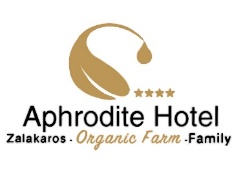 Aphrodite Hotel
Zalakaros - Organic Farm -Family